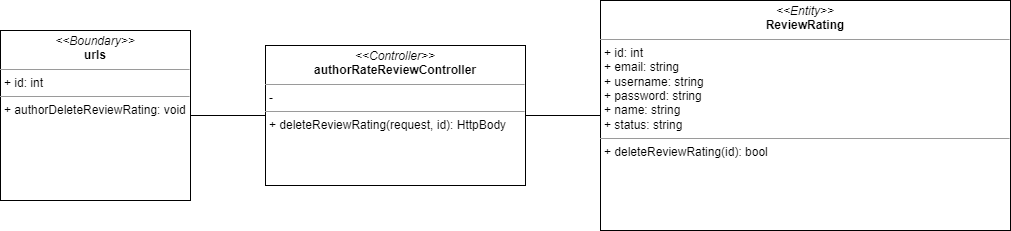 <<Boundary>>
urls
+ id: int
+ authorDeleteReviewRating: void
<<Controller>>
authorRateReviewController
-
+ deleteReviewRating(request, id): HttpBody
<<Entity>>
ReviewRating
+ id: int
+ email: string
+ username: string
+ password: string
+ name: string
+ status: string
+ deleteReviewRating(id): bool